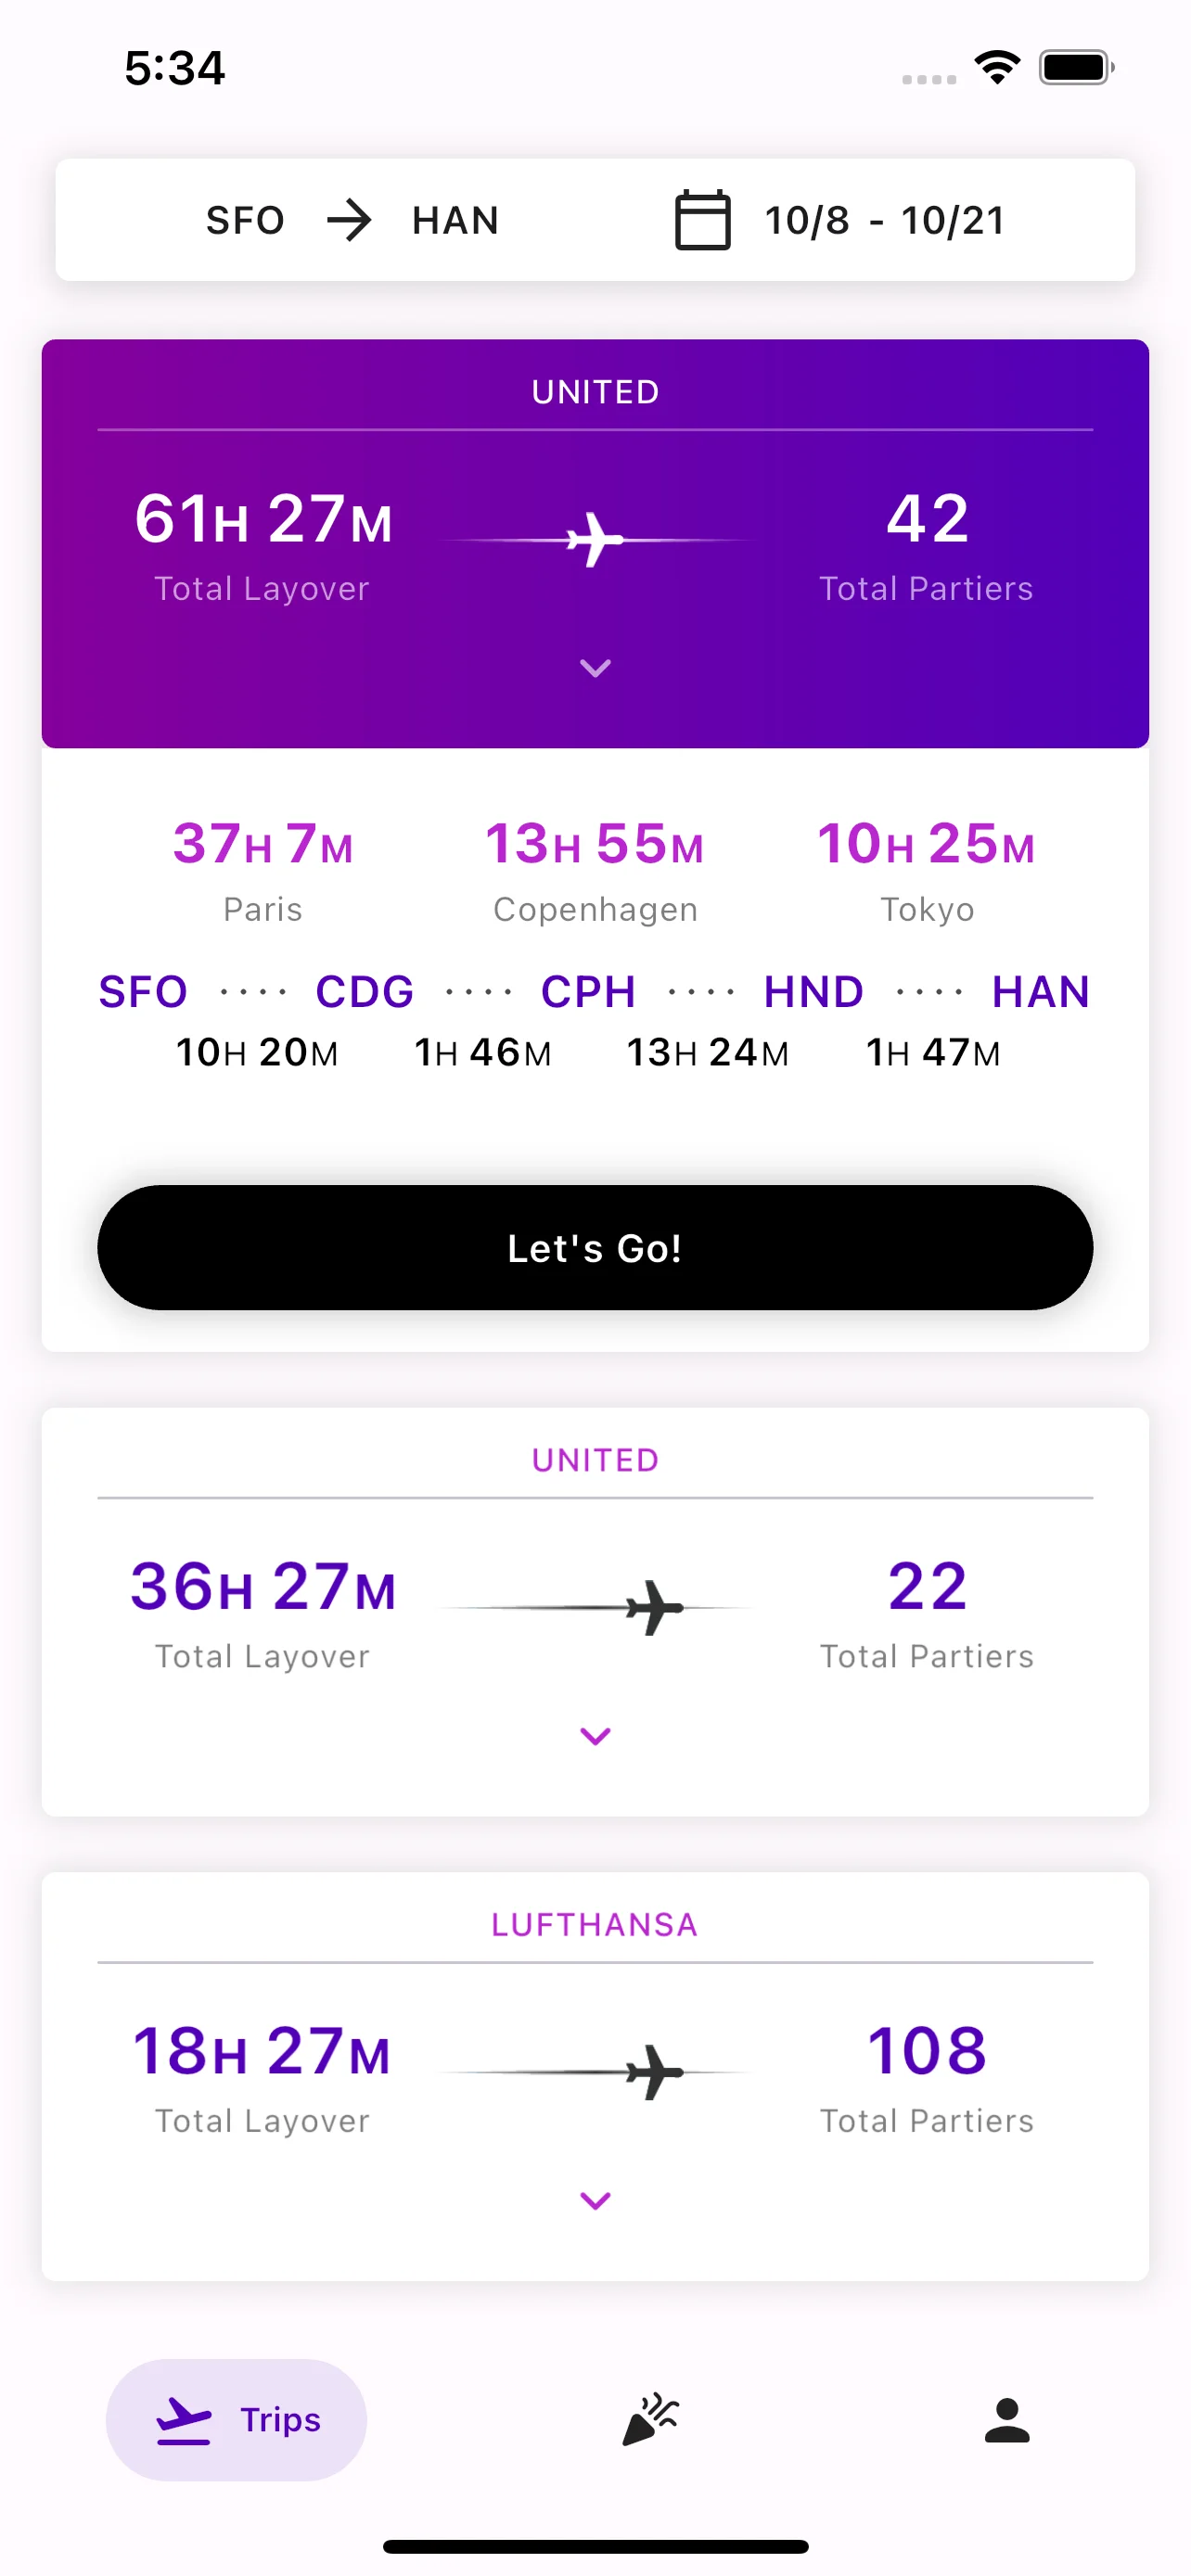 5:34
SFO → HAN 10/8 - 10/21
UNITED
61H 27M 42
Total Layover Total Partiers
37H 7M 13H 55M 10H 25M
Paris Copenhagen Tokyo
SFO ···· CDG ···· CPH ···· HND ···· HAN
10H 20M 1H 46M 13H 24M 1H 47M
Let's Go!
UNITED
36H 27M 22
Total Layover Total Partiers
LUFTHANSA
18H 27M 108
Total Layover Total Partiers
Trips